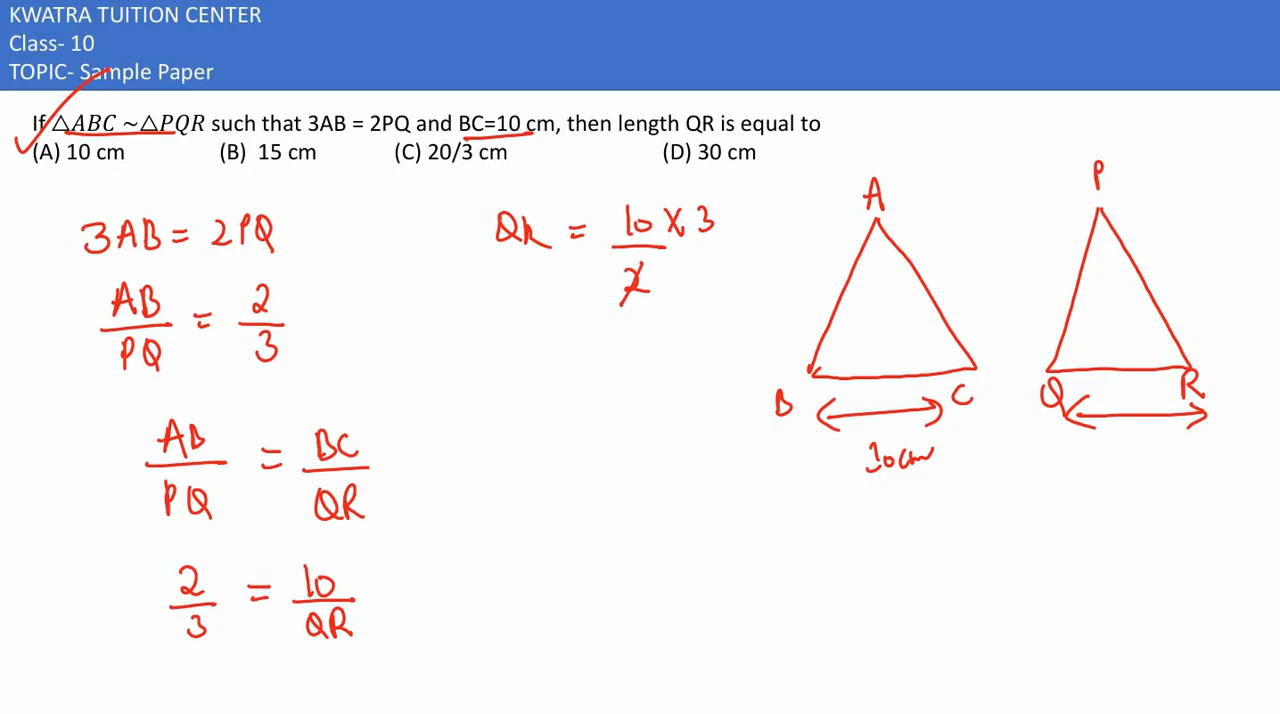 KWATRA TUITION CENTER
Class- 10
TOPIC- Sample Paper
If △ABC ~△PQR such that 3AB = 2PQ and BC=10 cm, then length QR is equal to
(A) 10 cm (B) 15 cm (C) 20/3 cm (D) 30 cm
3AB = 2PQ
AB/PQ = 2/3
AB/PQ = BC/QR
2/3 = 10/QR
QR = 10 X 3/2
A
B C
10cm
P
Q R